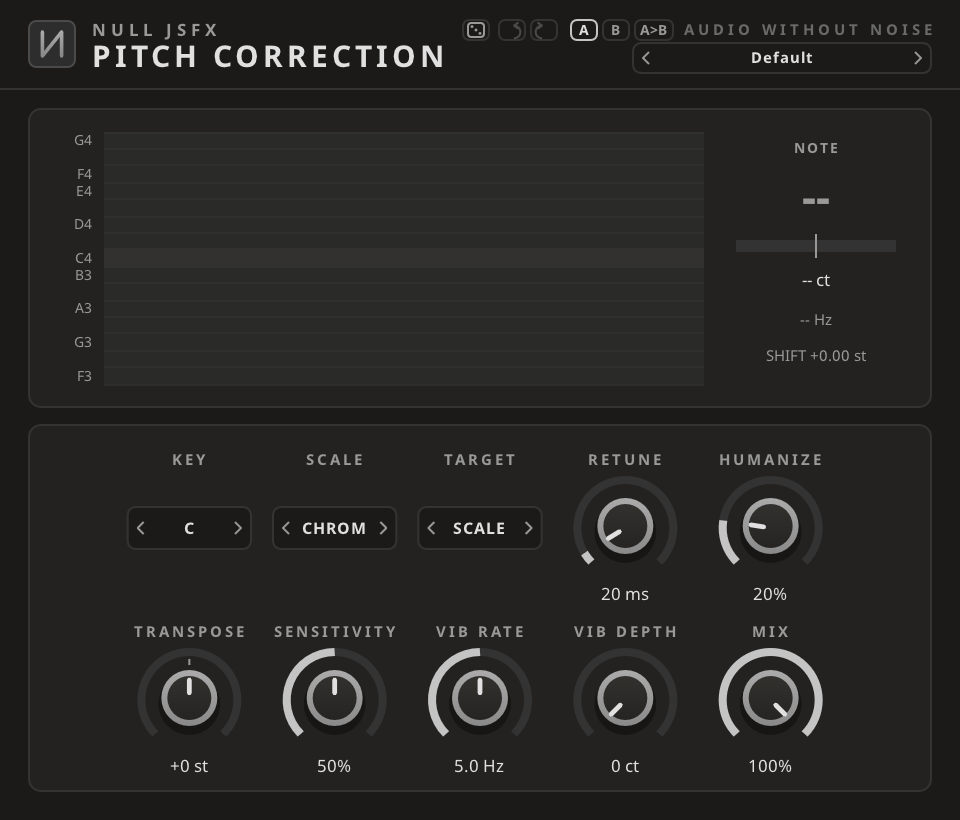 NULL JSFX
PITCH CORRECTION
A B A>B AUDIO WITHOUT NOISE
Default
G4
F4
E4
D4
C4
B3
A3
G3
F3
NOTE
--
-- ct
-- Hz
SHIFT +0.00 st
KEY SCALE TARGET RETUNE HUMANIZE
C CHROM SCALE
20 ms 20%
TRANSPOSE SENSITIVITY VIB RATE VIB DEPTH MIX
+0 st 50% 5.0 Hz 0 ct 100%